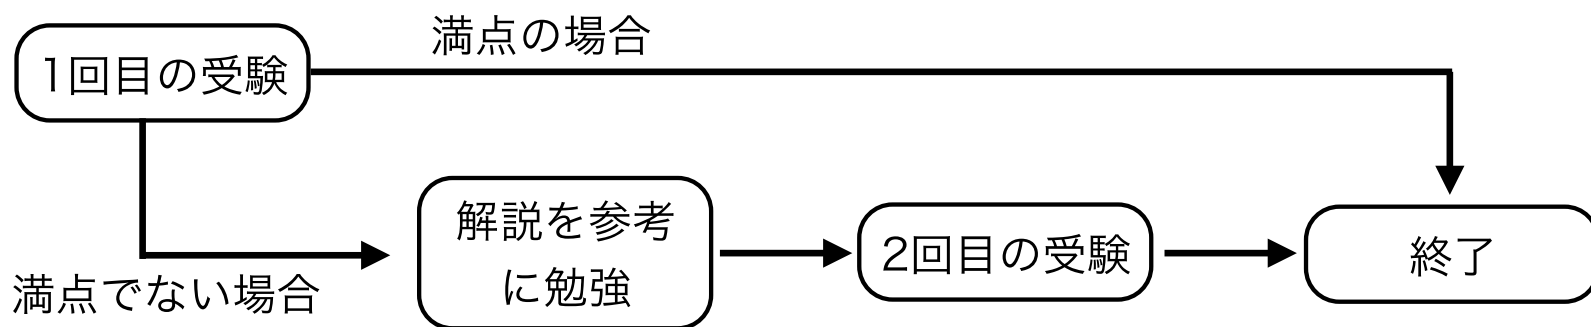 満点の場合
1回目の受験
解説を参考
に勉強
2回目の受験
終了
満点でない場合